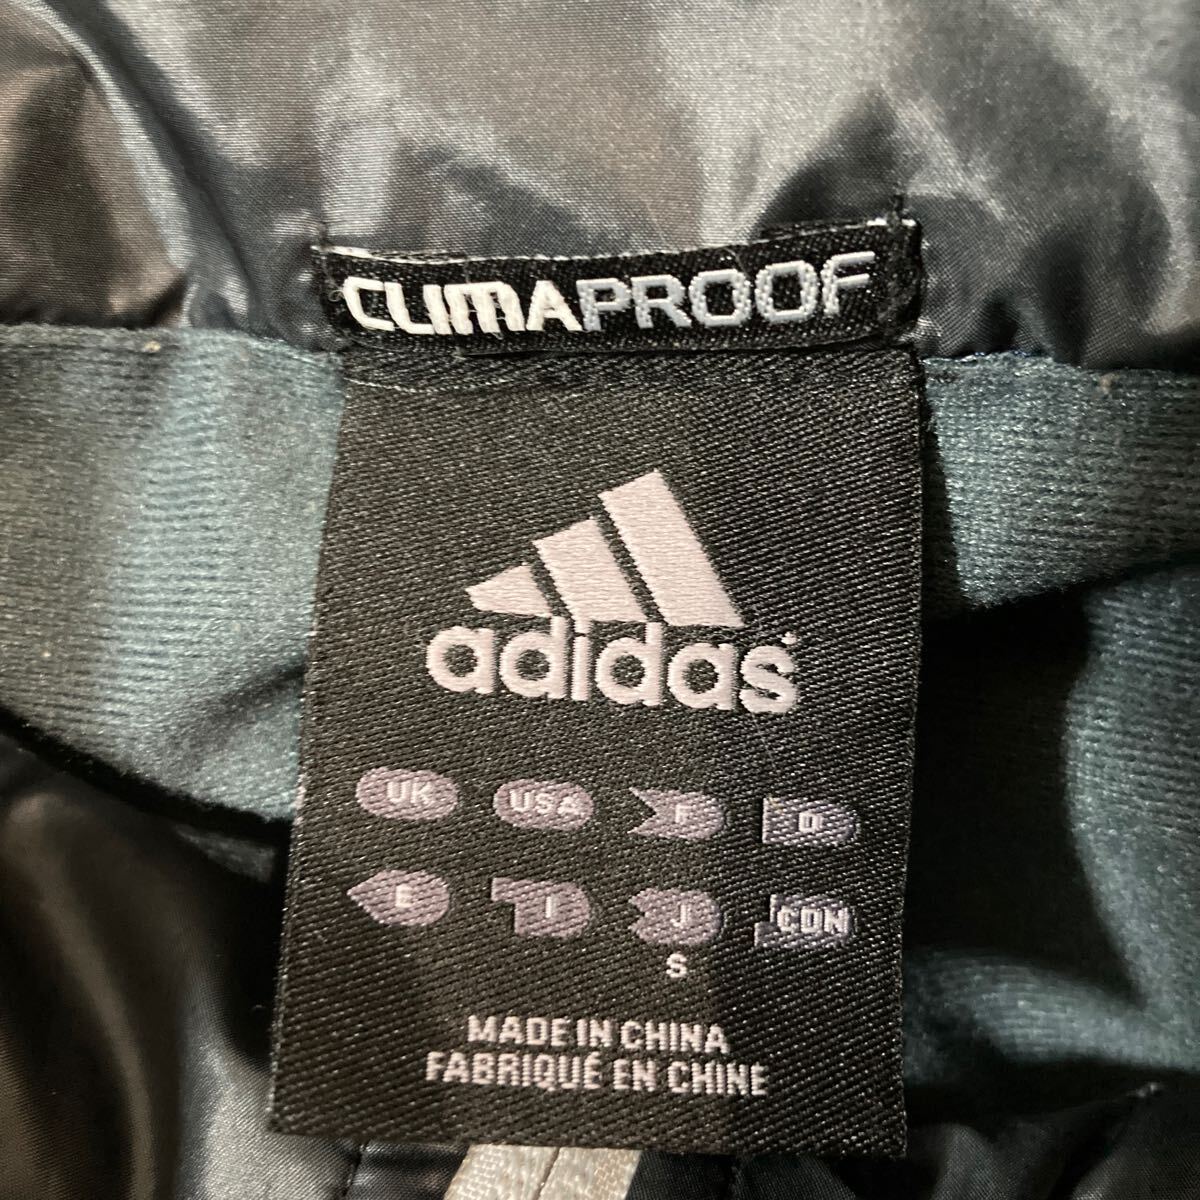 CLIMAPROOF
adidas
UK USA F D
E I J CDN
S
MADE IN CHINA
FABRIQUÉ EN CHINE